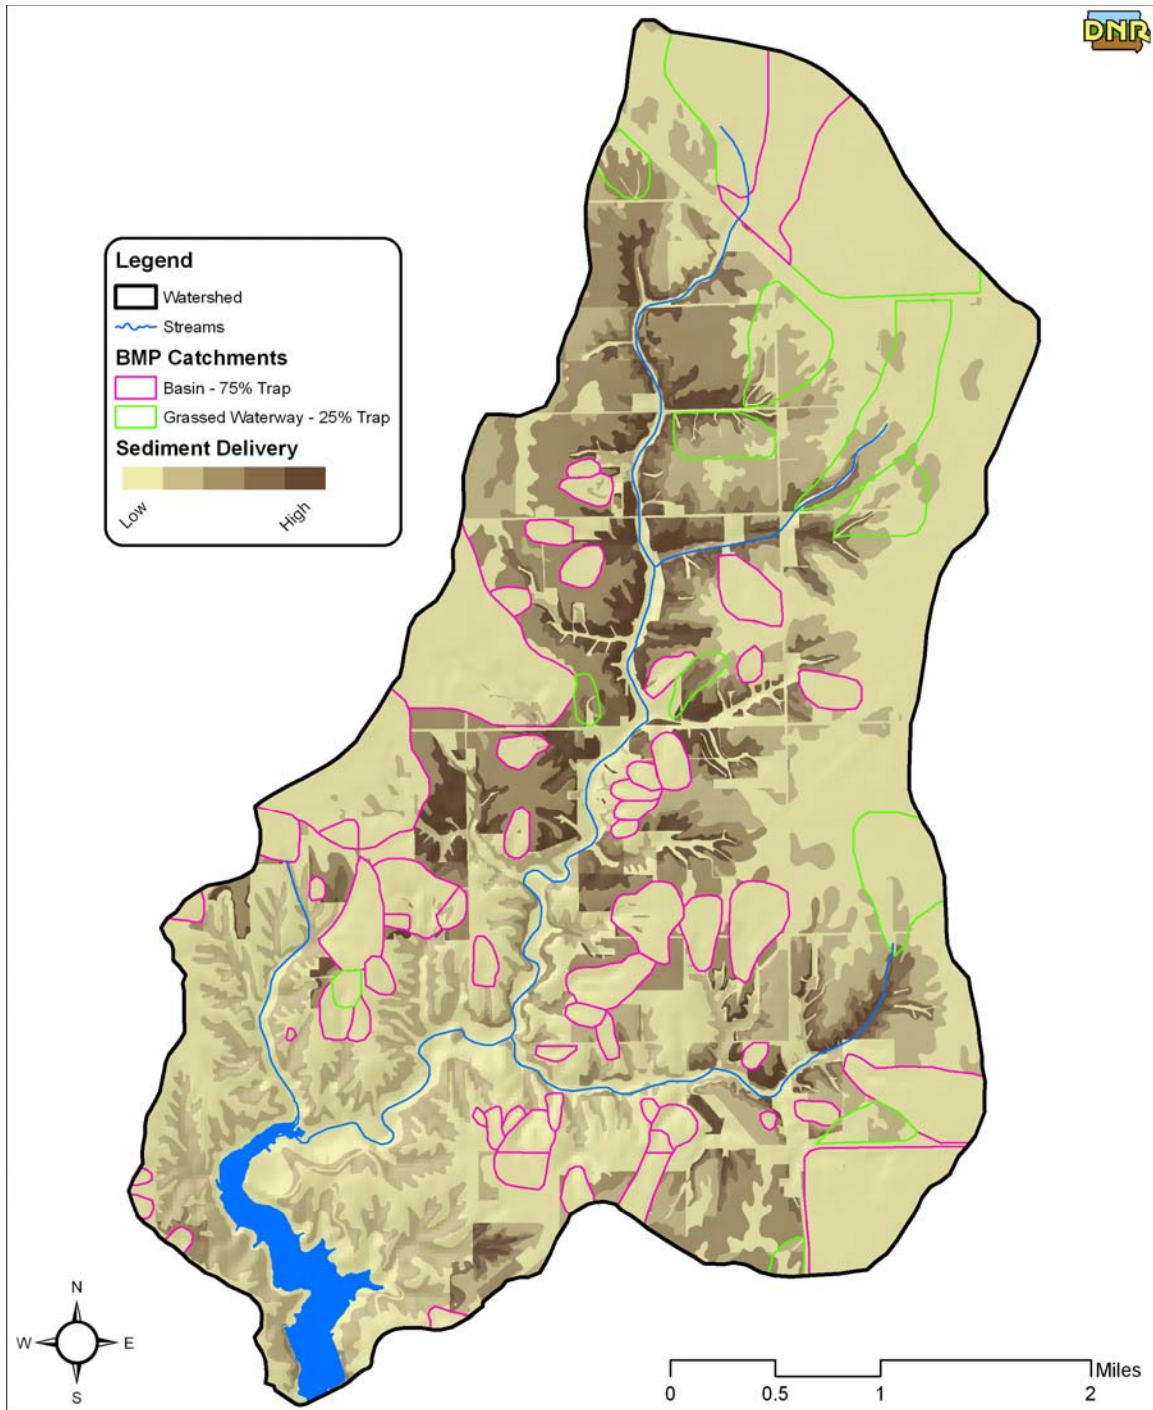 DNR
Legend
Watershed
Streams
BMP Catchments
Basin - 75% Trap
Grassed Waterway - 25% Trap
Sediment Delivery
Low
High
N
W
E
S
Miles
0
0.5
1
2